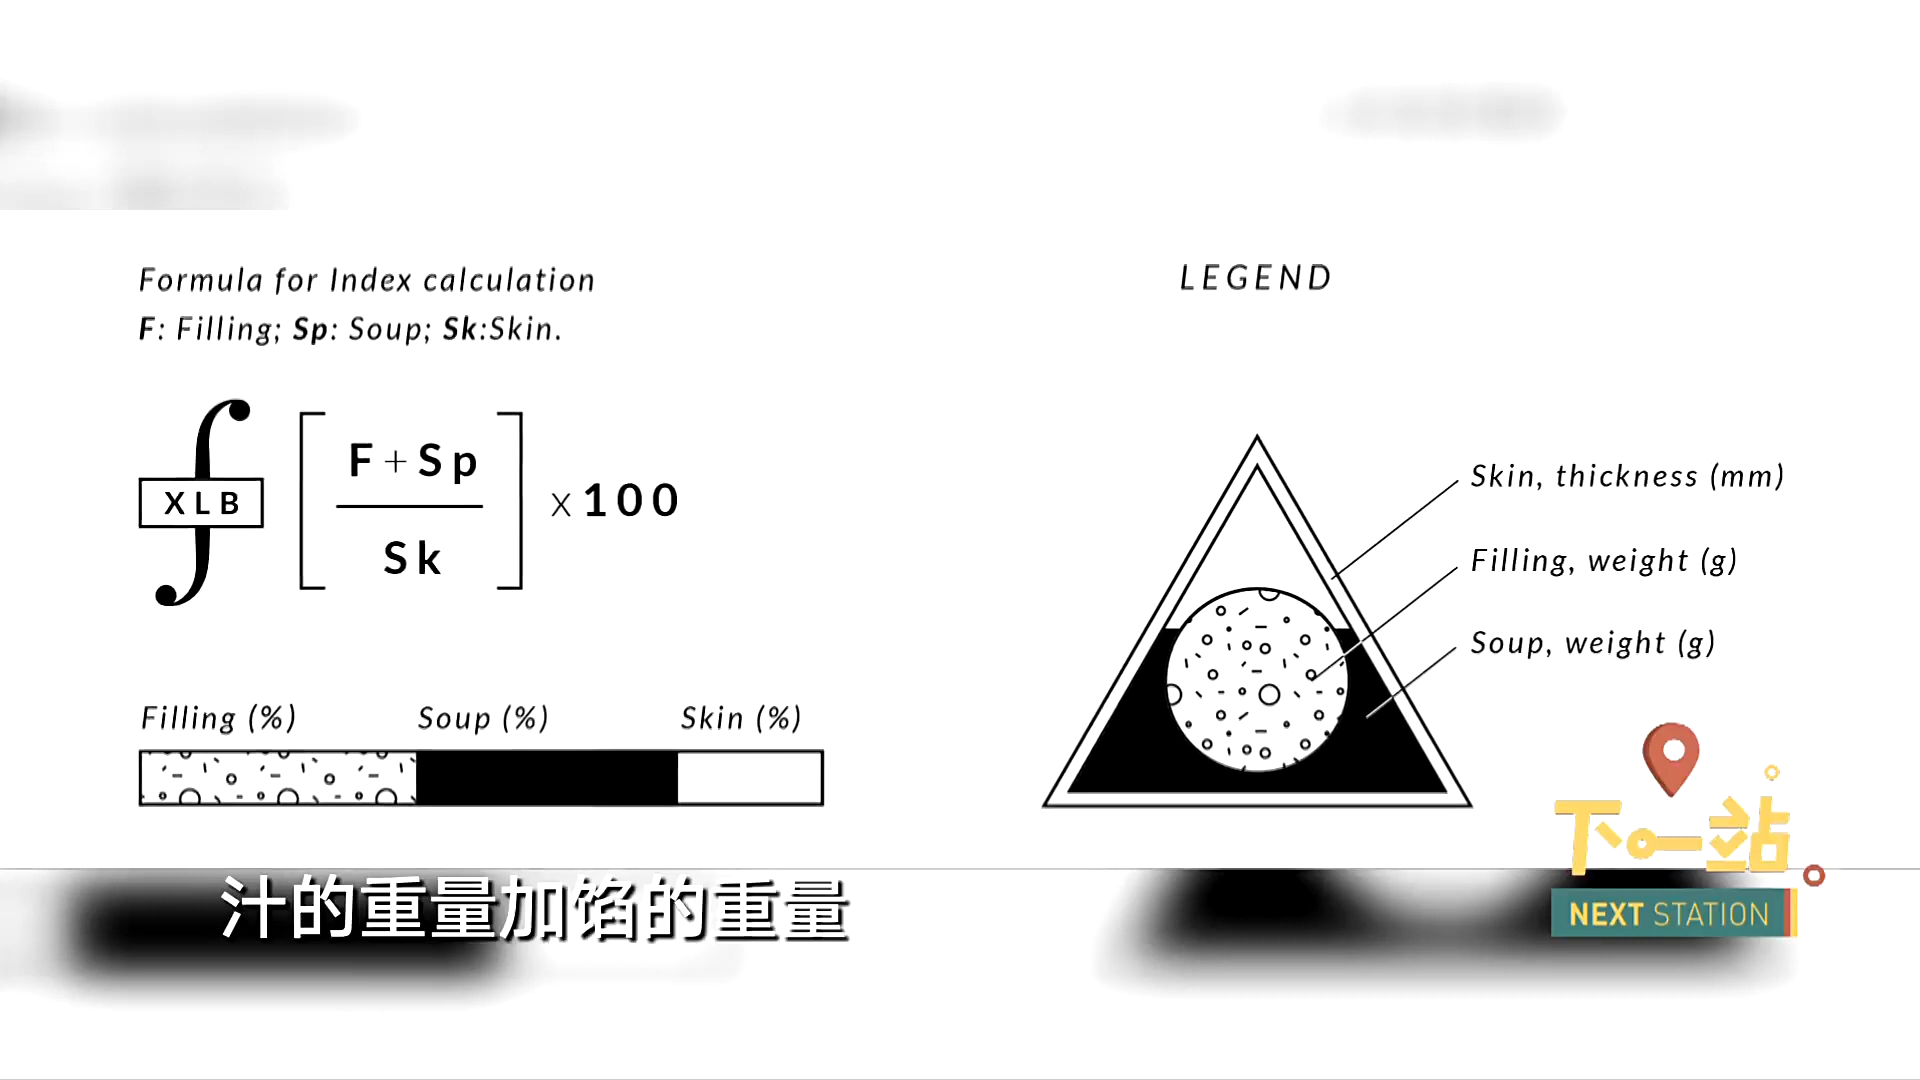 Formula for Index calculation
F: Filling; Sp: Soup; Sk:Skin.
XLB
F + Sp
Sk
x 100
Filling (%)
Soup (%)
Skin (%)
LEGEND
Skin, thickness (mm)
Filling, weight (g)
Soup, weight (g)
下一站
NEXT STATION
汁的重量加馅的重量